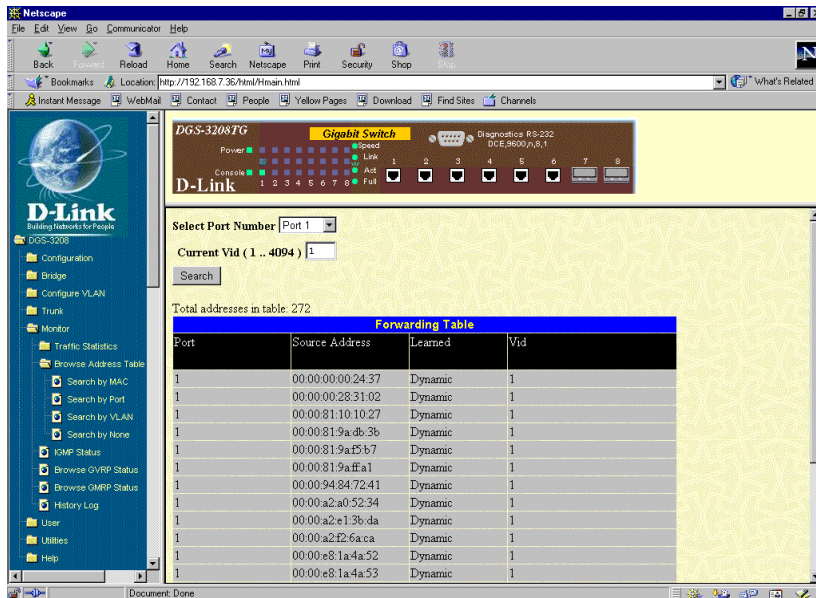 Netscape
File Edit View Go Communicator Help
Back Forward Reload Home Search Netscape Print Security Shop Stop
Bookmarks Location: http://192.168.7.36/html/Hmain.html What's Related
Instant Message WebMail Contact People Yellow Pages Download Find Sites Channels
D-Link
Building Networks for People
DGS-3208
Configuration
Bridge
Configure VLAN
Trunk
Monitor
Traffic Statistics
Browse Address Table
Search by MAC
Search by Port
Search by VLAN
Search by None
IGMP Status
Browse GVRP Status
Browse GMRP Status
History Log
User
Utilities
Help
DGS-3208TG Gigabit Switch
Diagnostics RS-232
DCE,9600,n,8,1
Power Speed
Link
Console Act
D-Link 1 2 3 4 5 6 7 8 Full
1 2 3 4 5 6 7 8
Select Port Number Port 1
Current Vid ( 1 .. 4094 ) 1
Search
Total addresses in table: 272
Forwarding Table
Port Source Address Learned Vid
1 00:00:00:00:24:37 Dynamic 1
1 00:00:00:28:31:02 Dynamic 1
1 00:00:81:10:10:27 Dynamic 1
1 00:00:81:9a:db:3b Dynamic 1
1 00:00:81:9a:f5:b7 Dynamic 1
1 00:00:81:9a:ff:a1 Dynamic 1
1 00:00:94:84:72:41 Dynamic 1
1 00:00:a2:a0:52:34 Dynamic 1
1 00:00:a2:e1:3b:da Dynamic 1
1 00:00:a2:f2:6a:ca Dynamic 1
1 00:00:e8:1a:4a:52 Dynamic 1
1 00:00:e8:1a:4a:53 Dynamic 1
Document: Done